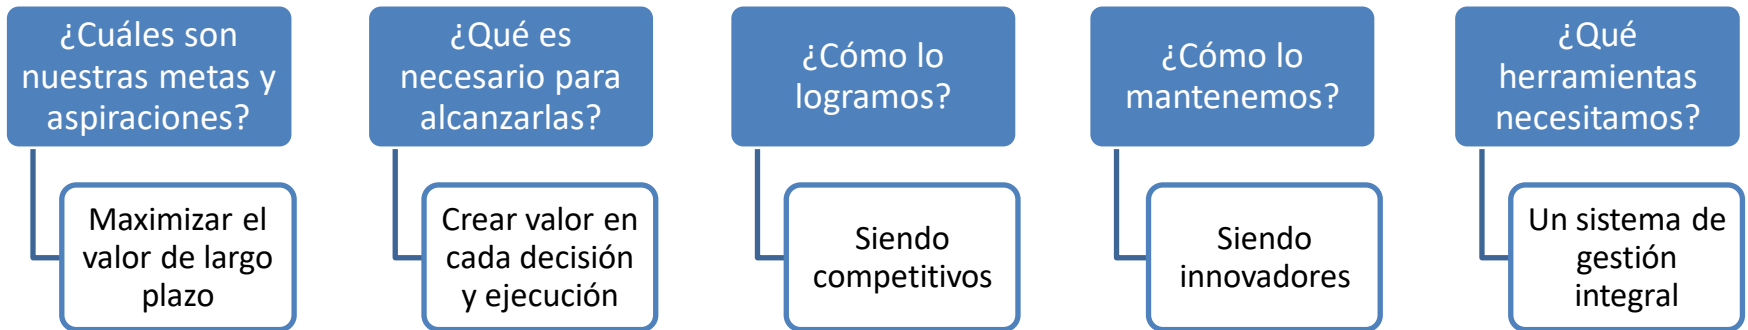 ¿Cuáles son
nuestras metas y
aspiraciones?
Maximizar el
valor de largo
plazo
¿Qué es
necesario para
alcanzarlas?
Crear valor en
cada decisión
y ejecución
¿Cómo lo
logramos?
Siendo
competitivos
¿Cómo lo
mantenemos?
Siendo
innovadores
¿Qué
herramientas
necesitamos?
Un sistema de
gestión
integral